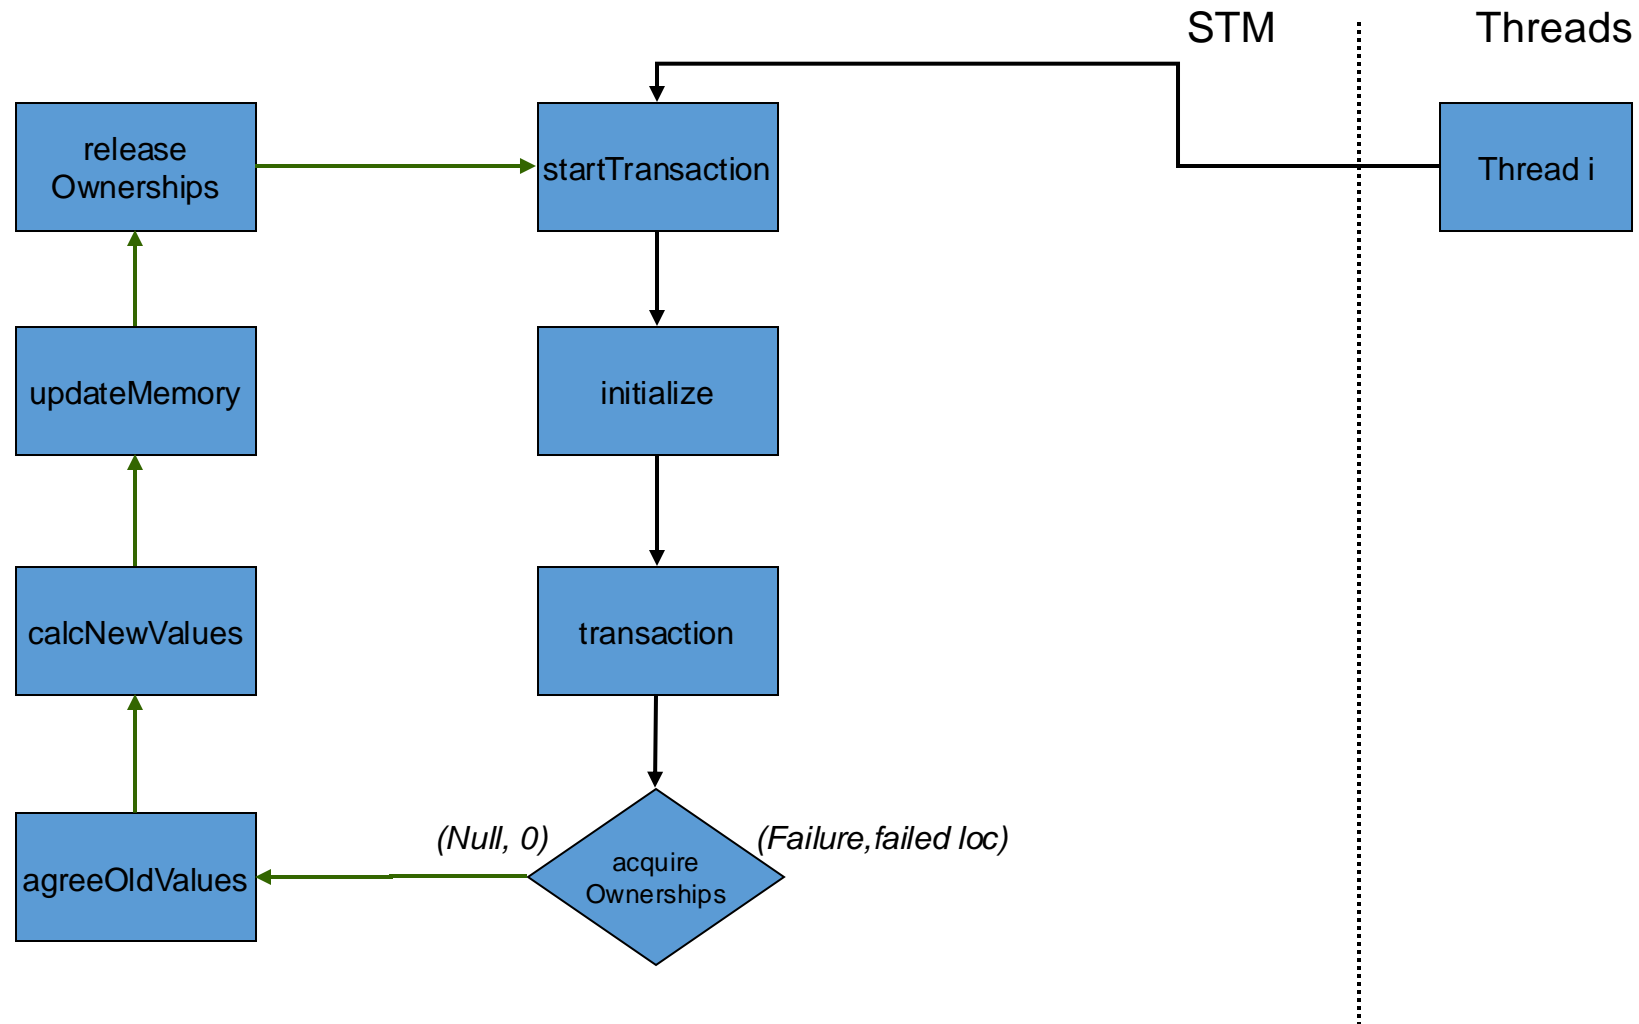 STM
Threads
release
Ownerships
startTransaction
Thread i
updateMemory
initialize
calcNewValues
transaction
(Null, 0)
(Failure,failed loc)
acquire
Ownerships
agreeOldValues